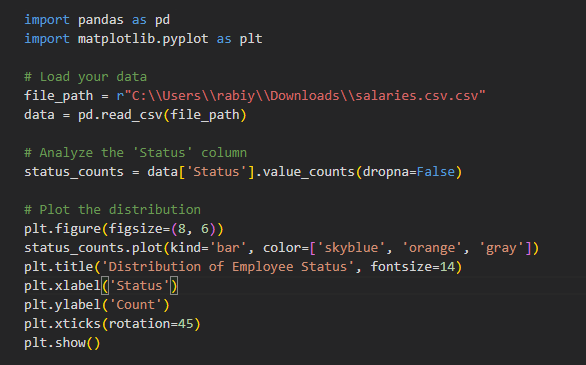 import pandas as pd
import matplotlib.pyplot as plt
# Load your data
file_path = r"C:\\Users\\rabiy\\Downloads\\salaries.csv.csv"
data = pd.read_csv(file_path)
# Analyze the 'Status' column
status_counts = data['Status'].value_counts(dropna=False)
# Plot the distribution
plt.figure(figsize=(8, 6))
status_counts.plot(kind='bar', color=['skyblue', 'orange', 'gray'])
plt.title('Distribution of Employee Status', fontsize=14)
plt.xlabel('Status')
plt.ylabel('Count')
plt.xticks(rotation=45)
plt.show()